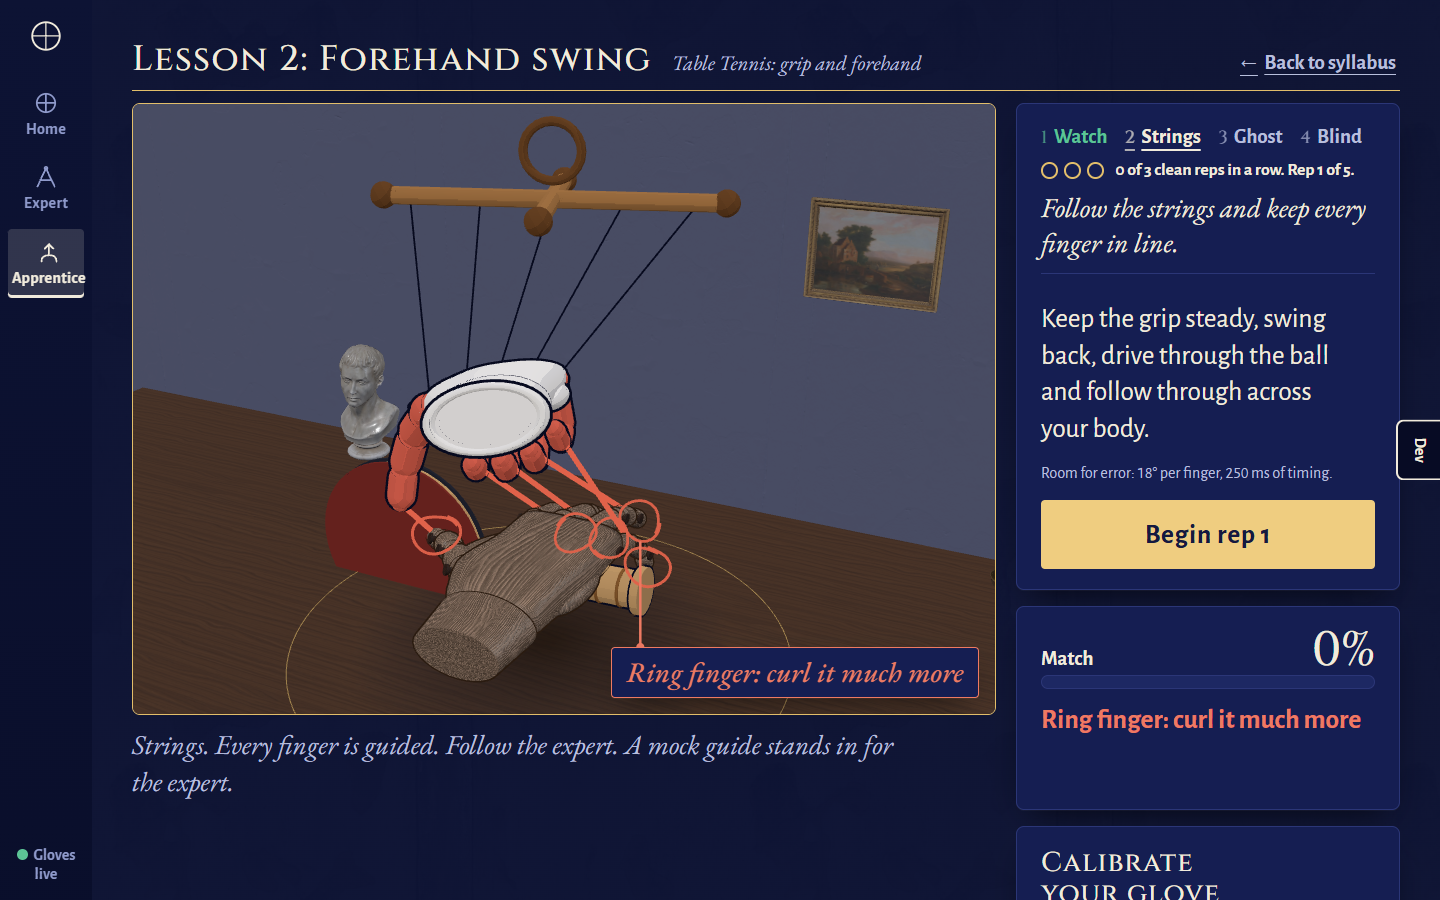 Home
Expert
Apprentice
Gloves
live
Lesson 2: Forehand swing
Table Tennis: grip and forehand
← Back to syllabus
Ring finger: curl it much more
Strings. Every finger is guided. Follow the expert. A mock guide stands in for
the expert.
1 Watch 2 Strings 3 Ghost 4 Blind
0 of 3 clean reps in a row. Rep 1 of 5.
Follow the strings and keep every
finger in line.
Keep the grip steady, swing
back, drive through the ball
and follow through across
your body.
Room for error: 18° per finger, 250 ms of timing.
Begin rep 1
Match 0%
Ring finger: curl it much more
Calibrate
your glove
Dev